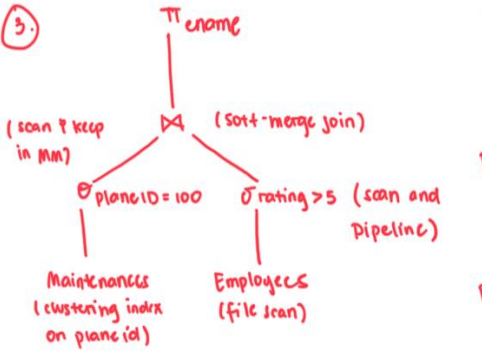 3.
π ename
(scan & keep
in MM)
⋈ (sort-merge join)
σ planeID = 100
σ rating > 5 (scan and
pipeline)
Maintenances
(clustering index
on plane id)
Employees
(file scan)